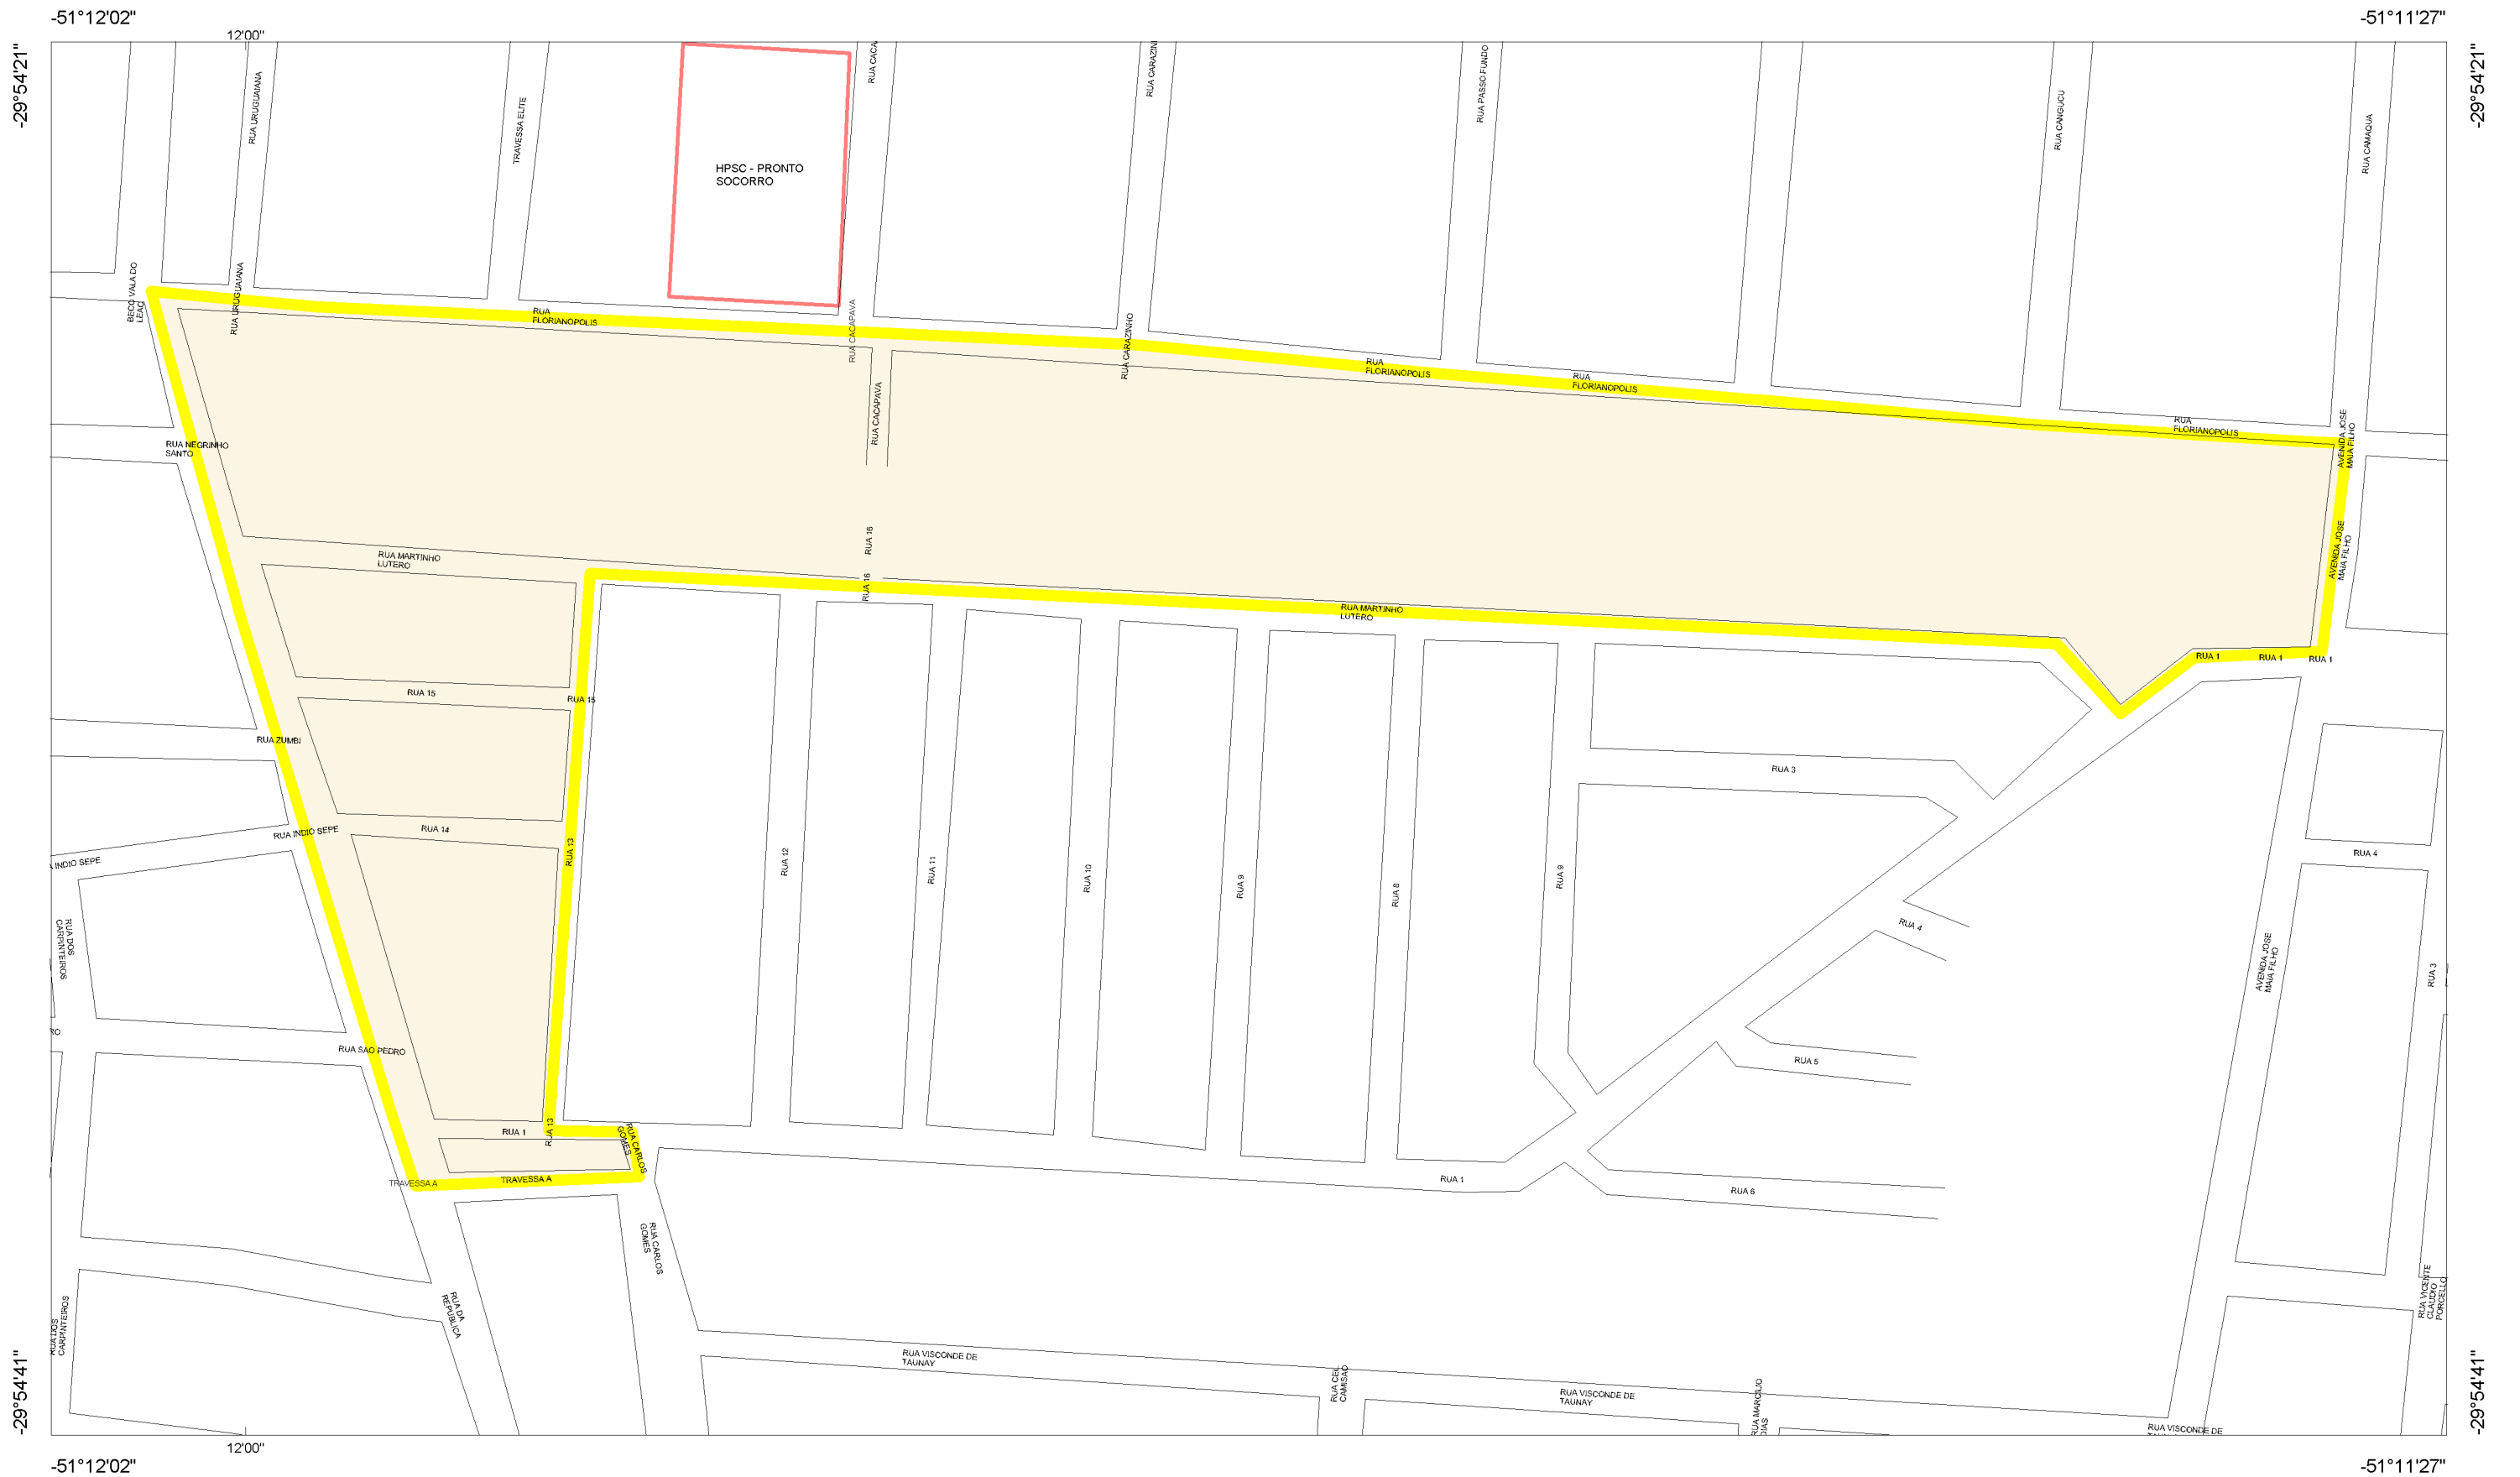 -51°12'02"
-51°11'27"
12'00"
-29°54'21"
-29°54'21"
RUA URUGUAIANA
TRAVESSA ELITE
RUA CARAZIN
RUA PASSO FUNDO
RUA CANGUCU
RUA CAMAQUA
HPSC - PRONTO
SOCORRO
BECO VALA DO
LEAO
RUA URUGUAIANA
RUA
FLORIANOPOLIS
RUA CACAPAVA
RUA CARAZINHO
RUA
FLORIANOPOLIS
RUA
FLORIANOPOLIS
RUA
FLORIANOPOLIS
AVENIDA JOSE
MAIA FILHO
RUA CACAPAVA
RUA NEGRINHO
SANTO
RUA MARTINHO
LUTERO
RUA 16
RUA 16
RUA MARTINHO
LUTERO
AVENIDA JOSE
MAIA FILHO
RUA 1
RUA 1
RUA 1
RUA 15
RUA 15
RUA ZUMBI
RUA 3
RUA 14
RUA INDIO SEPE
INDIO SEPE
RUA 13
RUA 12
RUA 11
RUA 10
RUA 9
RUA 8
RUA 9
RUA 4
RUA 4
RUA DOS
CARPINTEIROS
AVENIDA JOSE
MAIA FILHO
RUA 3
RO
RUA SAO PEDRO
RUA 5
RUA 1
RUA 13
RUA CARLOS
GOMES
TRAVESSA A
TRAVESSA A
RUA 1
RUA 6
RUA CARLOS
GOMES
RUA DA
REPUBLICA
RUA DOS
CARPINTEIROS
RUA VICENTE
CLAUDIO
PORCELLO
RUA VISCONDE DE
TAUNAY
RUA CEL
CAMISAO
RUA VISCONDE DE
TAUNAY
RUA MARCILIO
DIAS
RUA VISCONDE DE
-29°54'41"
-29°54'41"
12'00"
-51°12'02"
-51°11'27"